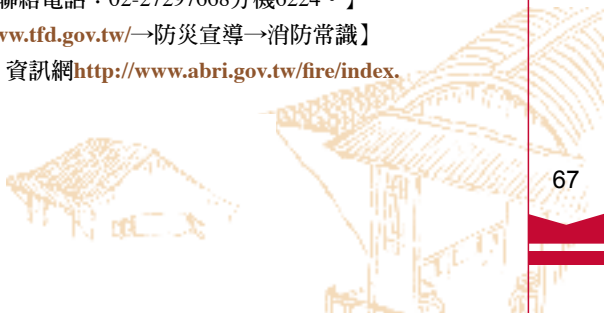 聯絡電話：02-27297668分機6224。】
ww.tfd.gov.tw/→防災宣導→消防常識】
資訊網http://www.abri.gov.tw/fire/index.
67